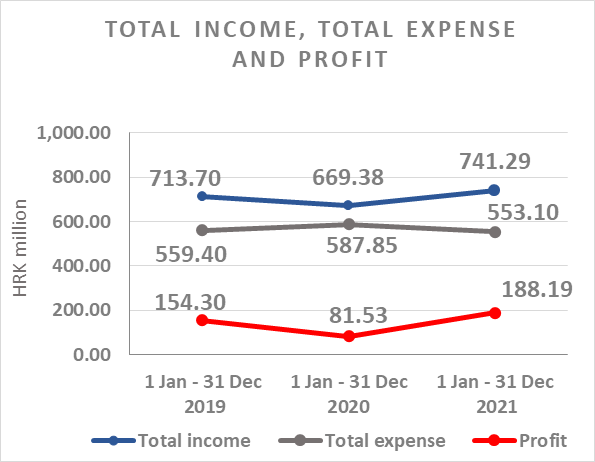 TOTAL INCOME, TOTAL EXPENSE
AND PROFIT
HRK million
1,000.00
800.00
600.00
400.00
200.00
0.00
713.70
669.38
741.29
559.40
587.85
553.10
154.30
81.53
188.19
1 Jan - 31 Dec
2019
1 Jan - 31 Dec
2020
1 Jan - 31 Dec
2021
Total income
Total expense
Profit